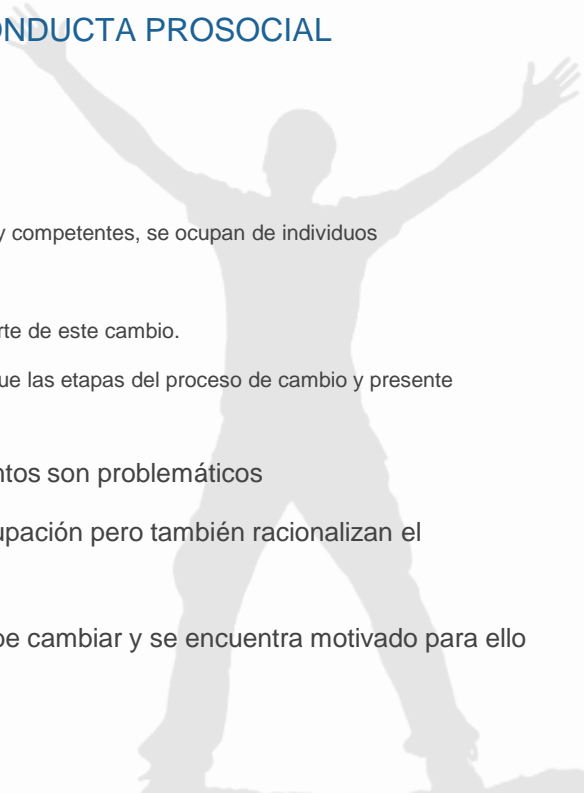 ONDUCTA PROSOCIAL
y competentes, se ocupan de individuos
rte de este cambio.
ue las etapas del proceso de cambio y presente
ntos son problemáticos
upación pero también racionalizan el
be cambiar y se encuentra motivado para ello